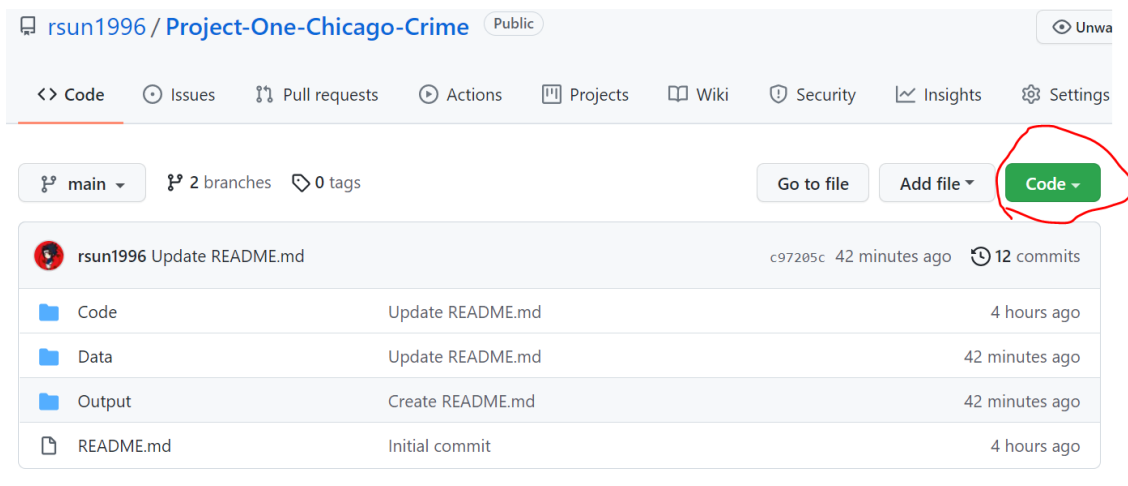 rsun1996 / Project-One-Chicago-Crime Public Unwa
<> Code Issues Pull requests Actions Projects Wiki Security Insights Settings
main 2 branches 0 tags Go to file Add file Code
rsun1996 Update README.md c97205c 42 minutes ago 12 commits
Code Update README.md 4 hours ago
Data Update README.md 42 minutes ago
Output Create README.md 42 minutes ago
README.md Initial commit 4 hours ago